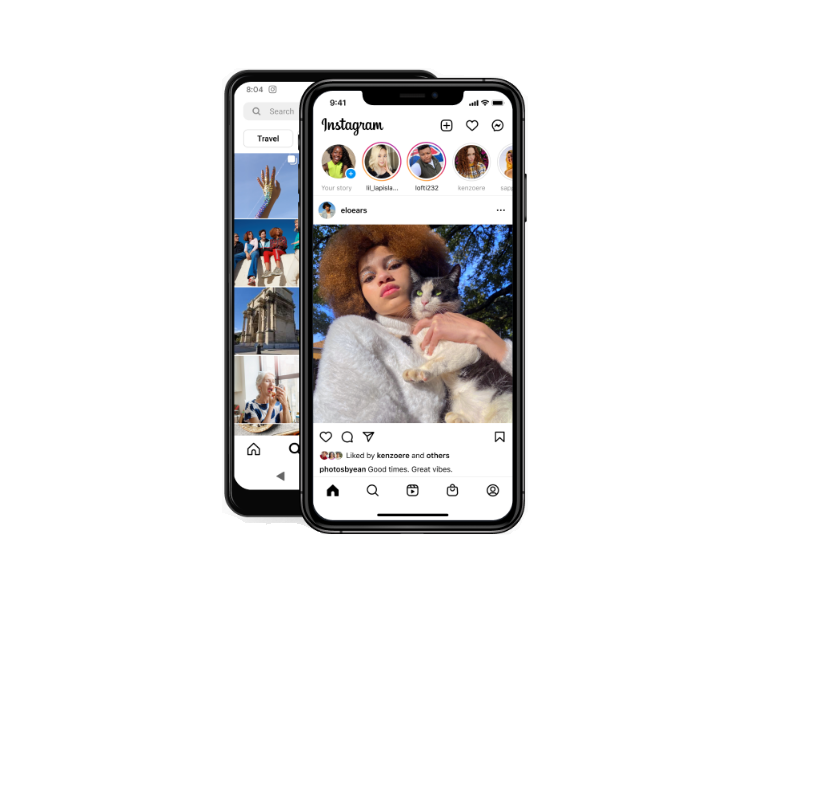 8:04
Search
Travel
9:41
Instagram
Your story lil_lapisla... lofti232 kenzoere
eloears
Liked by kenzoere and others
photosbyean Good times. Great vibes.